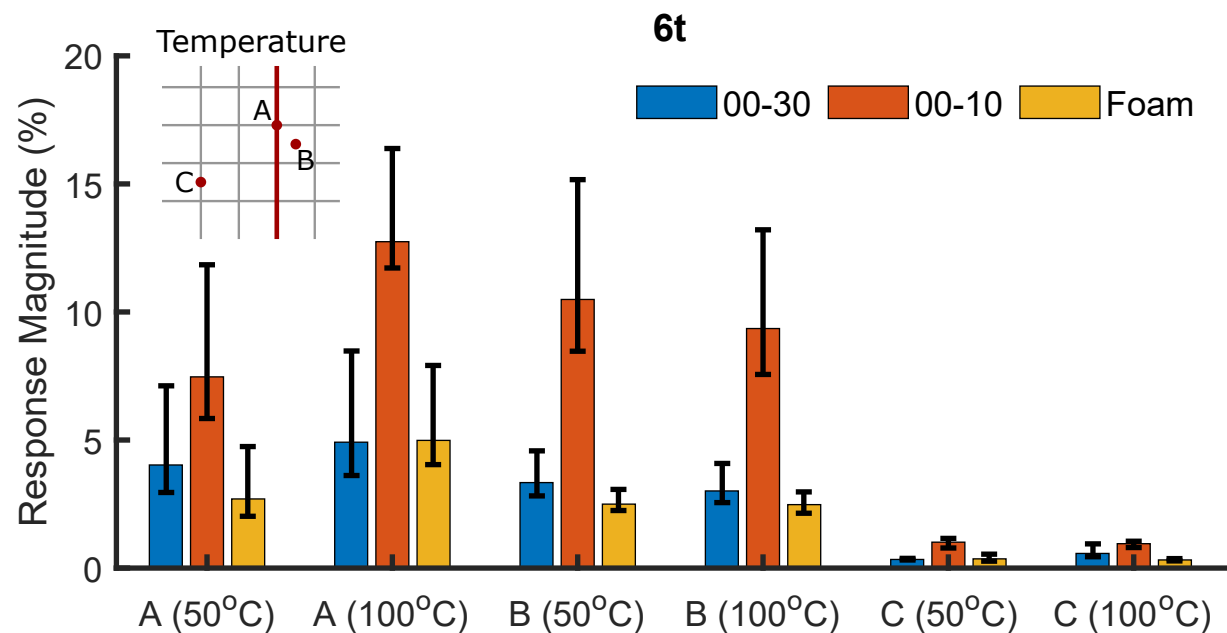 6t
Temperature
A
B
C
00-30 00-10 Foam
Response Magnitude (%)
20
15
10
5
0
A (50°C) A (100°C) B (50°C) B (100°C) C (50°C) C (100°C)